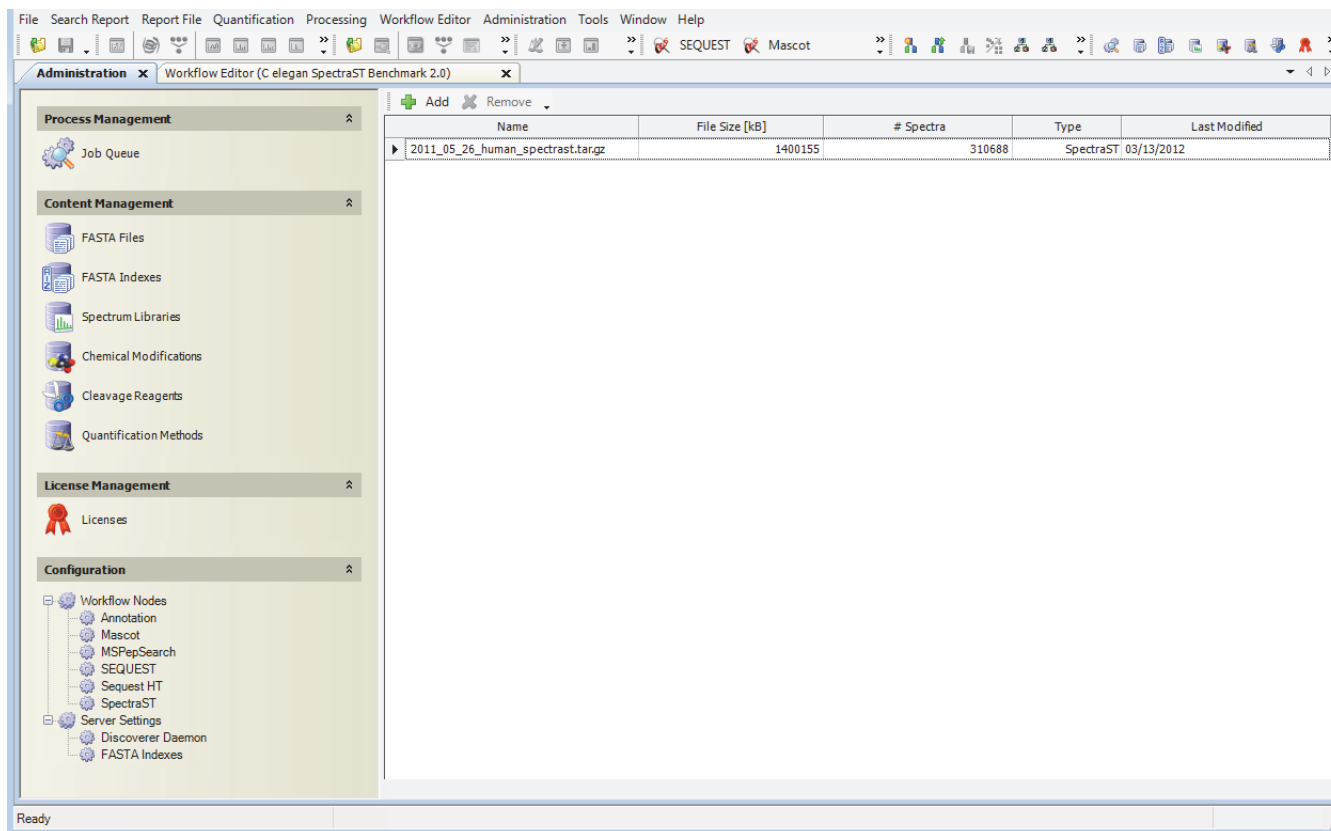 File Search Report Report File Quantification Processing Workflow Editor Administration Tools Window Help
SEQUEST Mascot
Administration x Workflow Editor (C elegan SpectraST Benchmark 2.0) x
Add Remove
Process Management
Name File Size [kB] # Spectra Type Last Modified
2011_05_26_human_spectrast.tar.gz 1400155 310688 SpectraST 03/13/2012
Job Queue
Content Management
FASTA Files
FASTA Indexes
Spectrum Libraries
Chemical Modifications
Cleavage Reagents
Quantification Methods
License Management
Licenses
Configuration
Workflow Nodes
Annotation
Mascot
MSPepSearch
SEQUEST
Sequest HT
SpectraST
Server Settings
Discoverer Daemon
FASTA Indexes
Ready